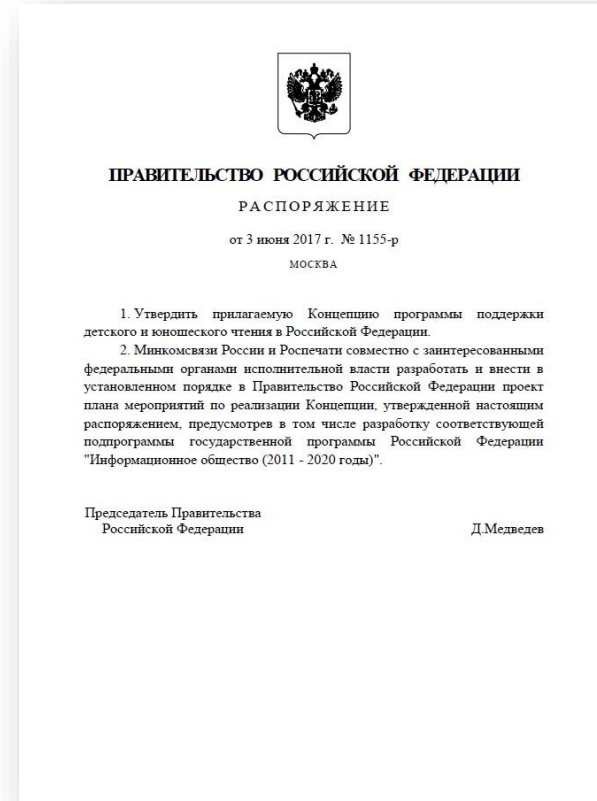 ПРАВИТЕЛЬСТВО РОССИЙСКОЙ ФЕДЕРАЦИИ
РАСПОРЯЖЕНИЕ
от 3 июня 2017 г. № 1155-р
МОСКВА
1. Утвердить прилагаемую Концепцию программы поддержки
детского и юношеского чтения в Российской Федерации.
2. Минкомсвязи России и Роспечати совместно с заинтересованными
федеральными органами исполнительной власти разработать и внести в
установленном порядке в Правительство Российской Федерации проект
плана мероприятий по реализации Концепции, утвержденной настоящим
распоряжением, предусмотрев в том числе разработку соответствующей
подпрограммы государственной программы Российской Федерации
"Информационное общество (2011 - 2020 годы)".
Председатель Правительства
Российской Федерации Д.Медведев